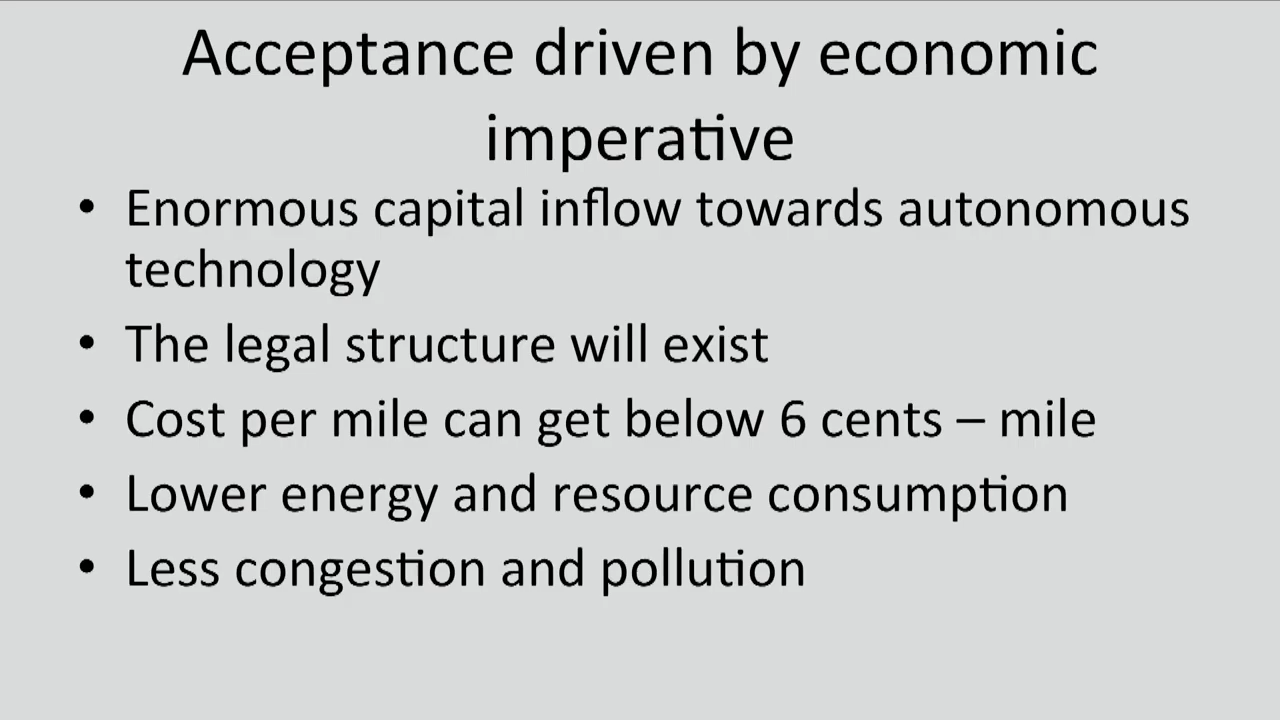 Acceptance driven by economic
imperative
• Enormous capital inflow towards autonomous
technology
• The legal structure will exist
• Cost per mile can get below 6 cents – mile
• Lower energy and resource consumption
• Less congestion and pollution